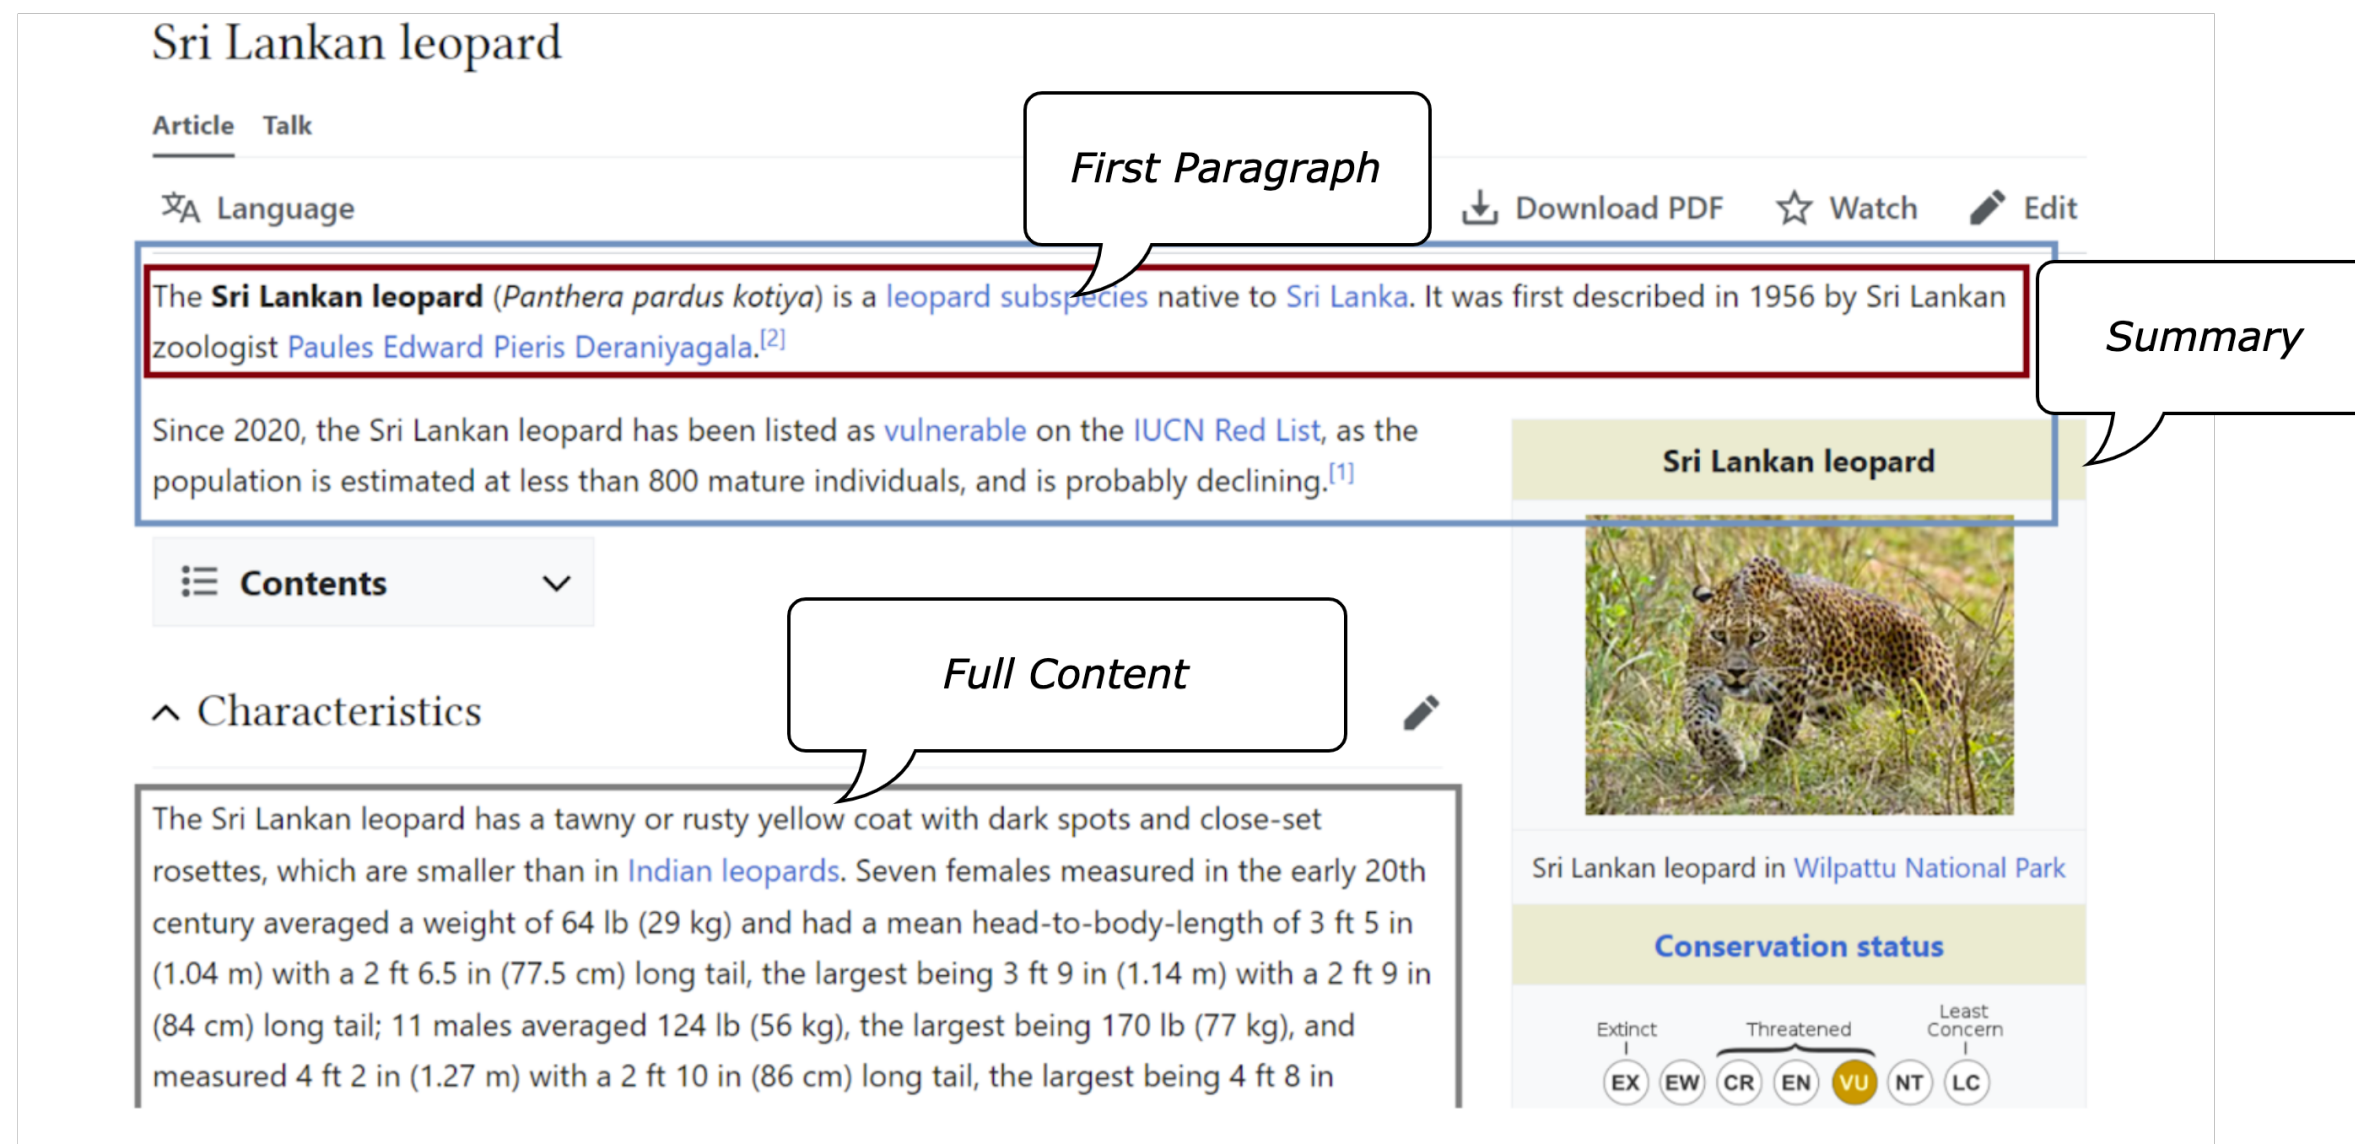 Sri Lankan leopard
Article Talk
First Paragraph
Language
Download PDF Watch Edit
The Sri Lankan leopard (Panthera pardus kotiya) is a leopard subspecies native to Sri Lanka. It was first described in 1956 by Sri Lankan
zoologist Paules Edward Pieris Deraniyagala.[2]
Summary
Since 2020, the Sri Lankan leopard has been listed as vulnerable on the IUCN Red List, as the
population is estimated at less than 800 mature individuals, and is probably declining.[1]
Contents
Full Content
Characteristics
The Sri Lankan leopard has a tawny or rusty yellow coat with dark spots and close-set
rosettes, which are smaller than in Indian leopards. Seven females measured in the early 20th
century averaged a weight of 64 lb (29 kg) and had a mean head-to-body-length of 3 ft 5 in
(1.04 m) with a 2 ft 6.5 in (77.5 cm) long tail, the largest being 3 ft 9 in (1.14 m) with a 2 ft 9 in
(84 cm) long tail; 11 males averaged 124 lb (56 kg), the largest being 170 lb (77 kg), and
measured 4 ft 2 in (1.27 m) with a 2 ft 10 in (86 cm) long tail, the largest being 4 ft 8 in
Sri Lankan leopard
Sri Lankan leopard in Wilpattu National Park
Conservation status
Extinct Threatened Least
Concern
EX EW CR EN VU NT LC